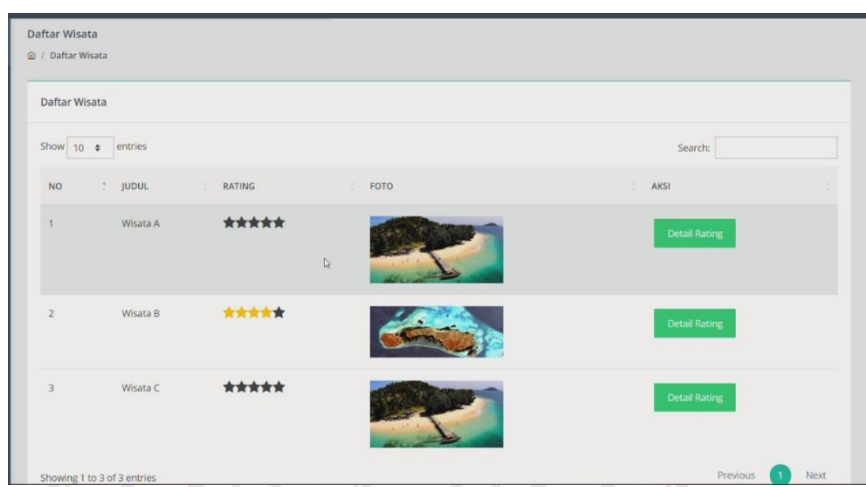 Daftar Wisata
/ Daftar Wisata
Daftar Wisata
Show 10 entries
Search:
NO JUDUL RATING FOTO AKSI
1 Wisata A Detail Rating
2 Wisata B Detail Rating
3 Wisata C Detail Rating
Showing 1 to 3 of 3 entries
Previous 1 Next